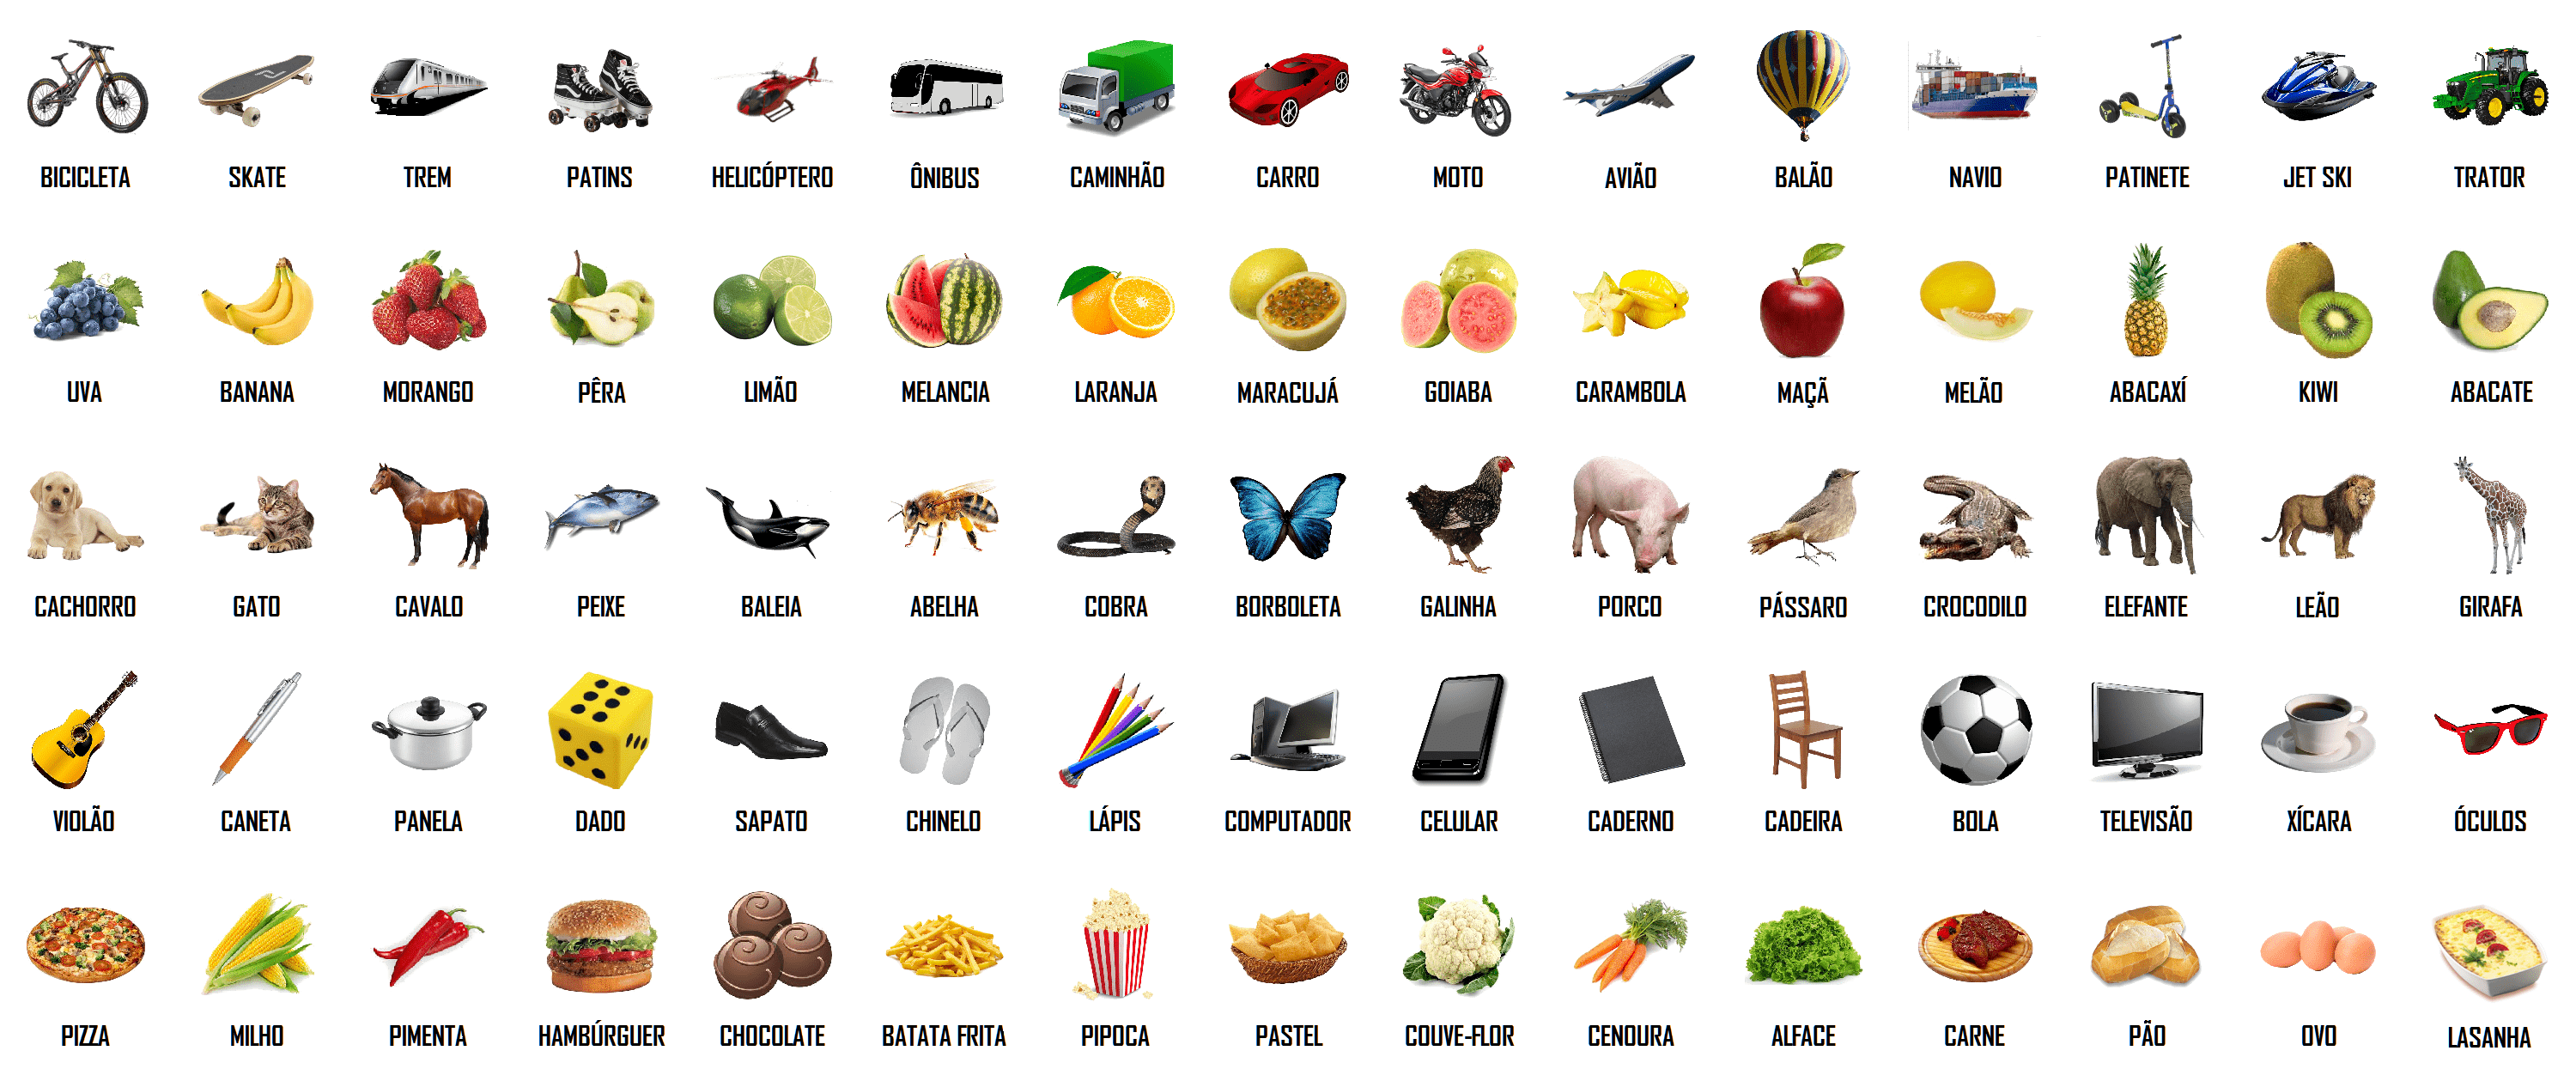 BICICLETA SKATE TREM PATINS HELICÓPTERO ÔNIBUS CAMINHÃO CARRO MOTO AVIÃO BALÃO NAVIO PATINETE JET SKI TRATOR
UVA BANANA MORANGO PÊRA LIMÃO MELANCIA LARANJA MARACUJÁ GOIABA CARAMBOLA MAÇÃ MELÃO ABACAXÍ KIWI ABACATE
CACHORRO GATO CAVALO PEIXE BALEIA ABELHA COBRA BORBOLETA GALINHA PORCO PÁSSARO CROCODILO ELEFANTE LEÃO GIRAFA
VIOLÃO CANETA PANELA DADO SAPATO CHINELO LÁPIS COMPUTADOR CELULAR CADERNO CADEIRA BOLA TELEVISÃO XÍCARA ÓCULOS
PIZZA MILHO PIMENTA HAMBÚRGUER CHOCOLATE BATATA FRITA PIPOCA PASTEL COUVE-FLOR CENOURA ALFACE CARNE PÃO OVO LASANHA